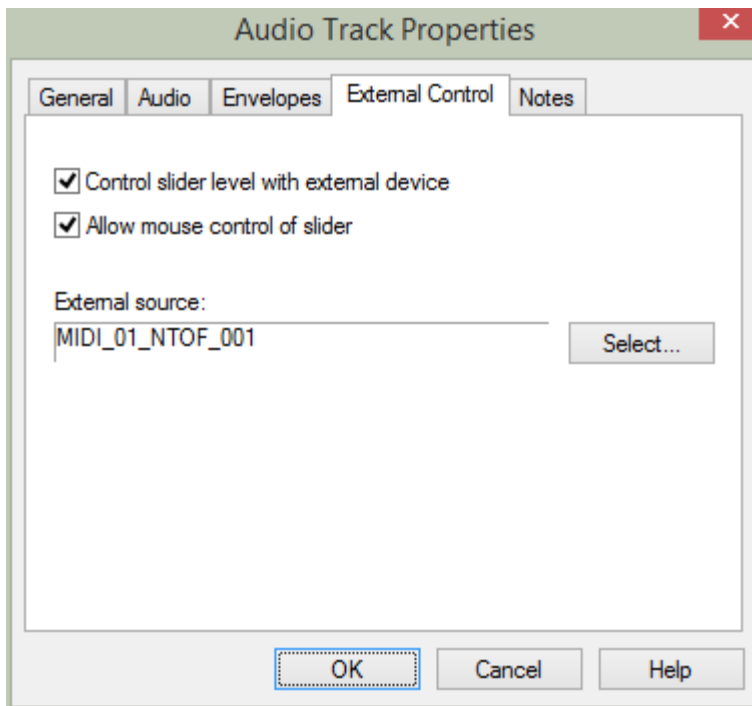 Audio Track Properties
General Audio Envelopes External Control Notes
Control slider level with external device
Allow mouse control of slider
External source:
MIDI_01_NTOF_001
Select...
OK Cancel Help